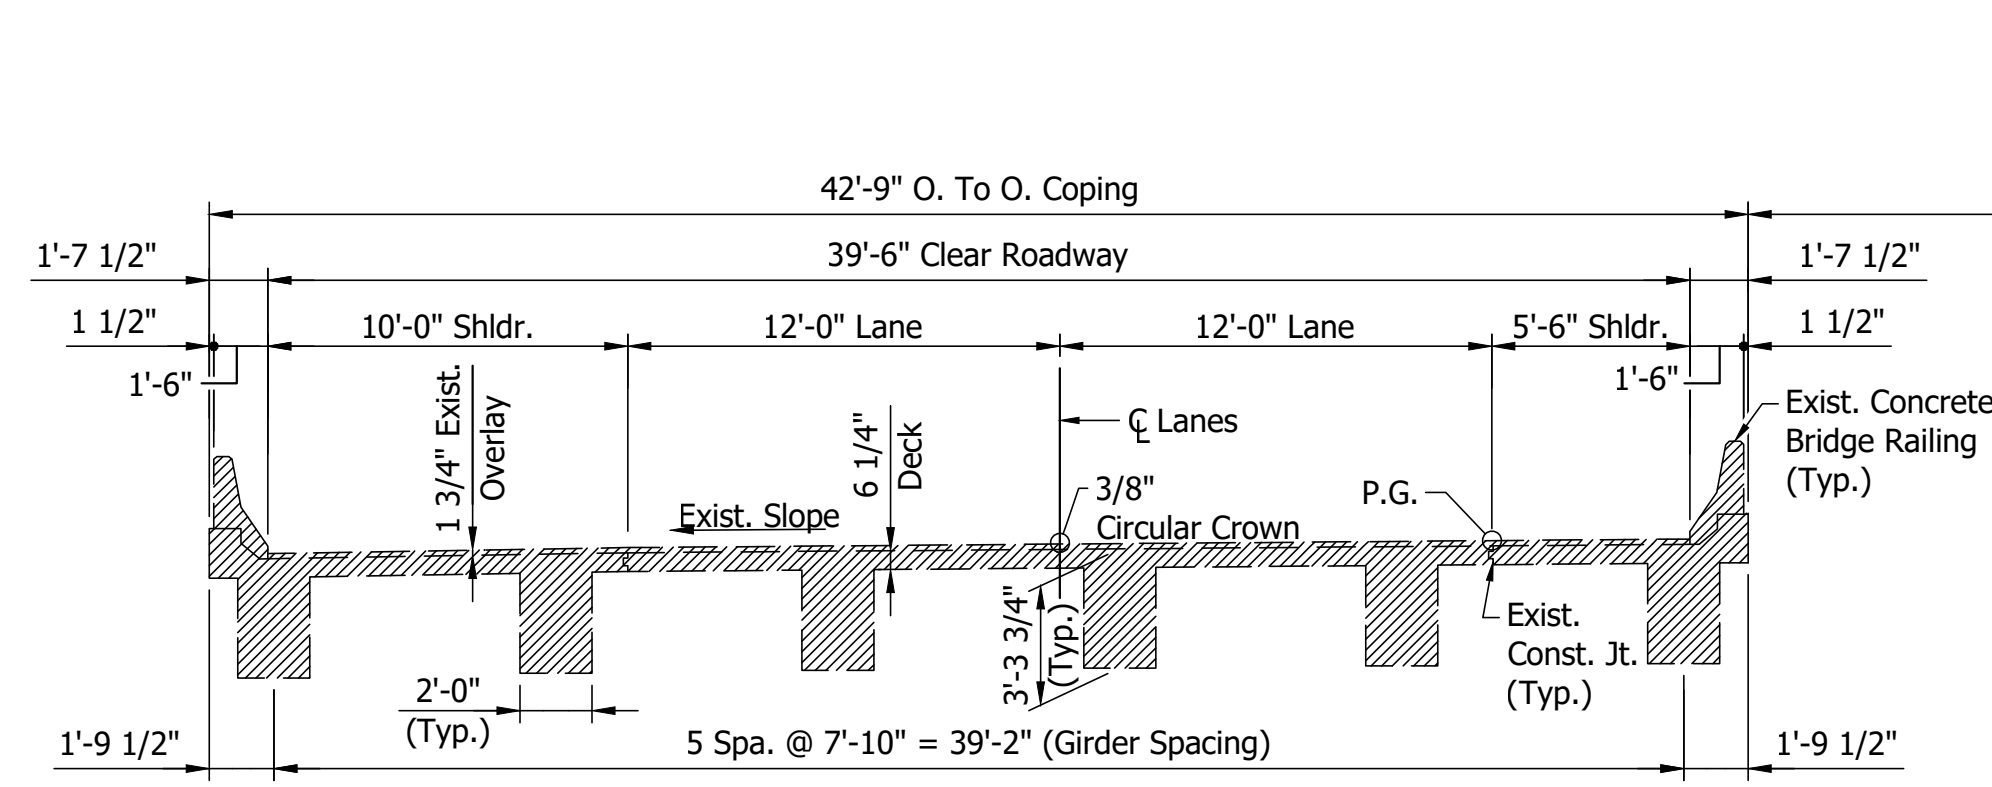 42'-9" O. To O. Coping
1'-7 1/2"
39'-6" Clear Roadway
1'-7 1/2"
1 1/2"
10'-0" Shldr.
12'-0" Lane
12'-0" Lane
5'-6" Shldr.
1 1/2"
1'-6"
1'-6"
1 3/4" Exist.
Overlay
6 1/4"
Deck
℄ Lanes
Exist. Concrete
Bridge Railing
(Typ.)
3/8"
Circular Crown
P.G.
Exist. Slope
3'-3 3/4"
(Typ.)
Exist.
Const. Jt.
(Typ.)
2'-0"
(Typ.)
1'-9 1/2"
5 Spa. @ 7'-10" = 39'-2" (Girder Spacing)
1'-9 1/2"